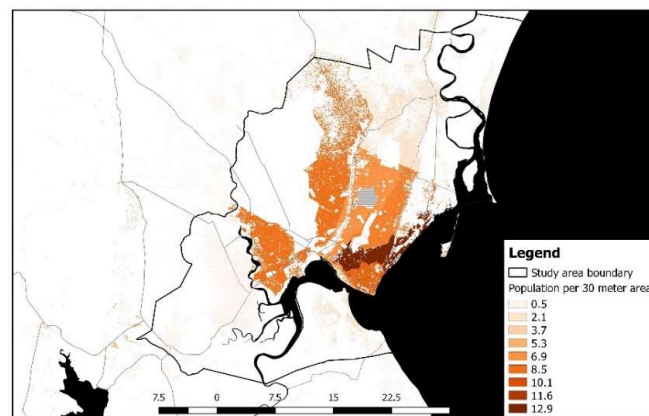 Legend
Study area boundary
Population per 30 meter area
0.5
2.1
3.7
5.3
6.9
8.5
10.1
11.6
12.9
7.5 0 7.5 15 22.5